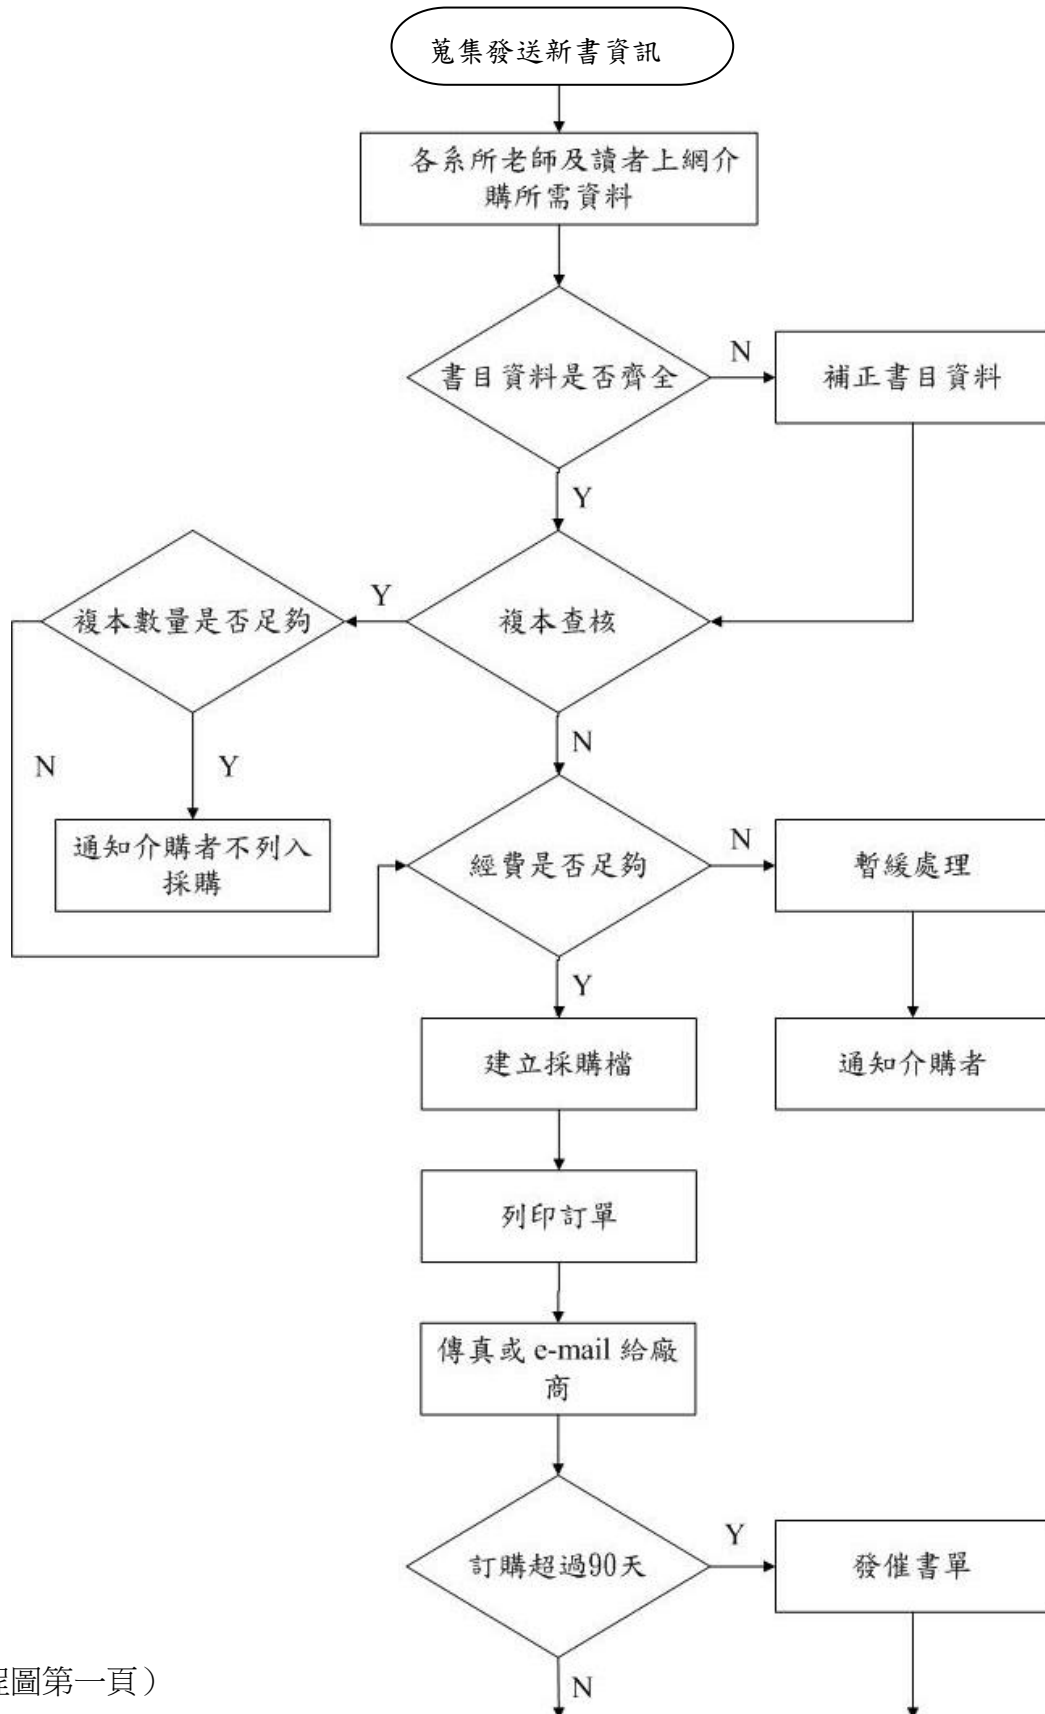 蒐集發送新書資訊
各系所老師及讀者上網介
購所需資料
書目資料是否齊全
N
補正書目資料
Y
複本數量是否足夠
Y
複本查核
N
Y
N
通知介購者不列入
採購
經費是否足夠
N
暫緩處理
Y
建立採購檔
通知介購者
列印訂單
傳真或 e-mail 給廠
商
訂購超過90天
Y
發催書單
N
程圖第一頁）